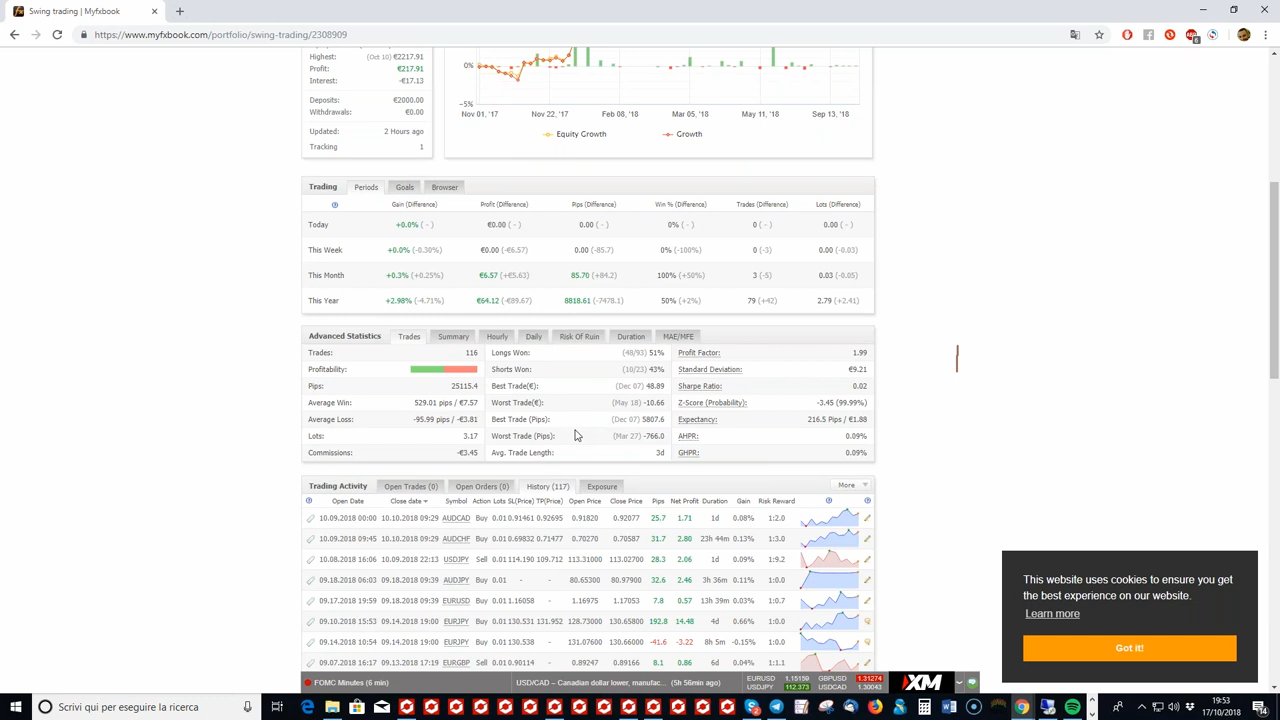 Swing trading | Myfxbook
https://www.myfxbook.com/portfolio/swing-trading/2308909
Highest: (Oct 10) €2217.91
Profit: €217.91
Interest: -€17.13
Deposits: €2000.00
Withdrawals: €0.00
Updated: 2 Hours ago
Tracking 1
0%
−5%
Nov 01, '17 Nov 22, '17 Feb 08, '18 Mar 05, '18 May 11, '18 Sep 13, '18
Equity Growth Growth
Trading Periods Goals Browser
Gain (Difference) Profit (Difference) Pips (Difference) Win % (Difference) Trades (Difference) Lots (Difference)
Today +0.0% ( - ) €0.00 ( - ) 0.00 ( - ) 0% ( - ) 0 ( - ) 0.00 ( - )
This Week +0.0% (-0.30%) €0.00 (-€6.57) 0.00 (-85.7) 0% (-100%) 0 (-3) 0.00 (-0.03)
This Month +0.3% (+0.25%) €6.57 (+€5.63) 85.70 (+84.2) 100% (+50%) 3 (-5) 0.03 (-0.05)
This Year +2.98% (-4.71%) €64.12 (-€89.67) 8818.61 (-7478.1) 50% (+2%) 79 (+42) 2.79 (+2.41)
Advanced Statistics Trades Summary Hourly Daily Risk Of Ruin Duration MAE/MFE
Trades: 116 Longs Won: (48/93) 51% Profit Factor: 1.99
Profitability: Shorts Won: (10/23) 43% Standard Deviation: €9.21
Pips: 25115.4 Best Trade(€): (Dec 07) 48.89 Sharpe Ratio: 0.02
Average Win: 529.01 pips / €7.57 Worst Trade(€): (May 18) -10.66 Z-Score (Probability): -3.45 (99.99%)
Average Loss: -95.99 pips / -€3.81 Best Trade (Pips): (Dec 07) 5807.6 Expectancy: 216.5 Pips / €1.88
Lots: 3.17 Worst Trade (Pips): (Mar 27) -766.0 AHPR: 0.09%
Commissions: -€3.45 Avg. Trade Length: 3d GHPR: 0.09%
Trading Activity Open Trades (0) Open Orders (0) History (117) Exposure More
Open Date Close date Symbol Action Lots SL(Price) TP(Price) Open Price Close Price Pips Net Profit Duration Gain Risk Reward
10.09.2018 00:00 10.10.2018 09:29 AUDCAD Buy 0.01 0.91461 0.92695 0.91820 0.92077 25.7 1.71 1d 0.08% 1:2.0
10.09.2018 09:45 10.10.2018 09:29 AUDCHF Buy 0.01 0.69832 0.71477 0.70270 0.70587 31.7 2.80 23h 44m 0.13% 1:3.0
10.08.2018 16:06 10.09.2018 22:13 USDJPY Sell 0.01 114.190 109.712 113.31000 113.02700 28.3 2.06 1d 0.09% 1:9.2
09.18.2018 06:03 09.18.2018 09:39 AUDJPY Buy 0.01 - - 80.65300 80.97900 32.6 2.46 3h 36m 0.11% 1:0.0
09.17.2018 19:59 09.18.2018 09:39 EURUSD Buy 0.01 1.16058 - 1.16975 1.17053 7.8 0.57 13h 39m 0.03% 1:0.7
09.10.2018 15:53 09.14.2018 19:00 EURJPY Buy 0.01 130.531 131.952 128.73000 130.65800 192.8 14.48 4d 0.66% 1:0.0
09.14.2018 10:54 09.14.2018 19:00 EURJPY Buy 0.01 130.538 - 131.07600 130.66000 -41.6 -3.22 8h 5m -0.15% 1:0.0
09.07.2018 16:17 09.13.2018 17:19 EURGBP Sell 0.01 0.90114 - 0.89247 0.89166 8.1 0.86 6d 0.04% 1:1.1
This website uses cookies to ensure you get
the best experience on our website.
Learn more
Got it!
FOMC Minutes (6 min) USD/CAD – Canadian dollar lower, manufac... (5h 56min ago) EURUSD 1.15159 GBPUSD 1.31274
USDJPY 112.373 USDCAD 1.30043
XM
Scrivi qui per eseguire la ricerca
19:53
17/10/2018